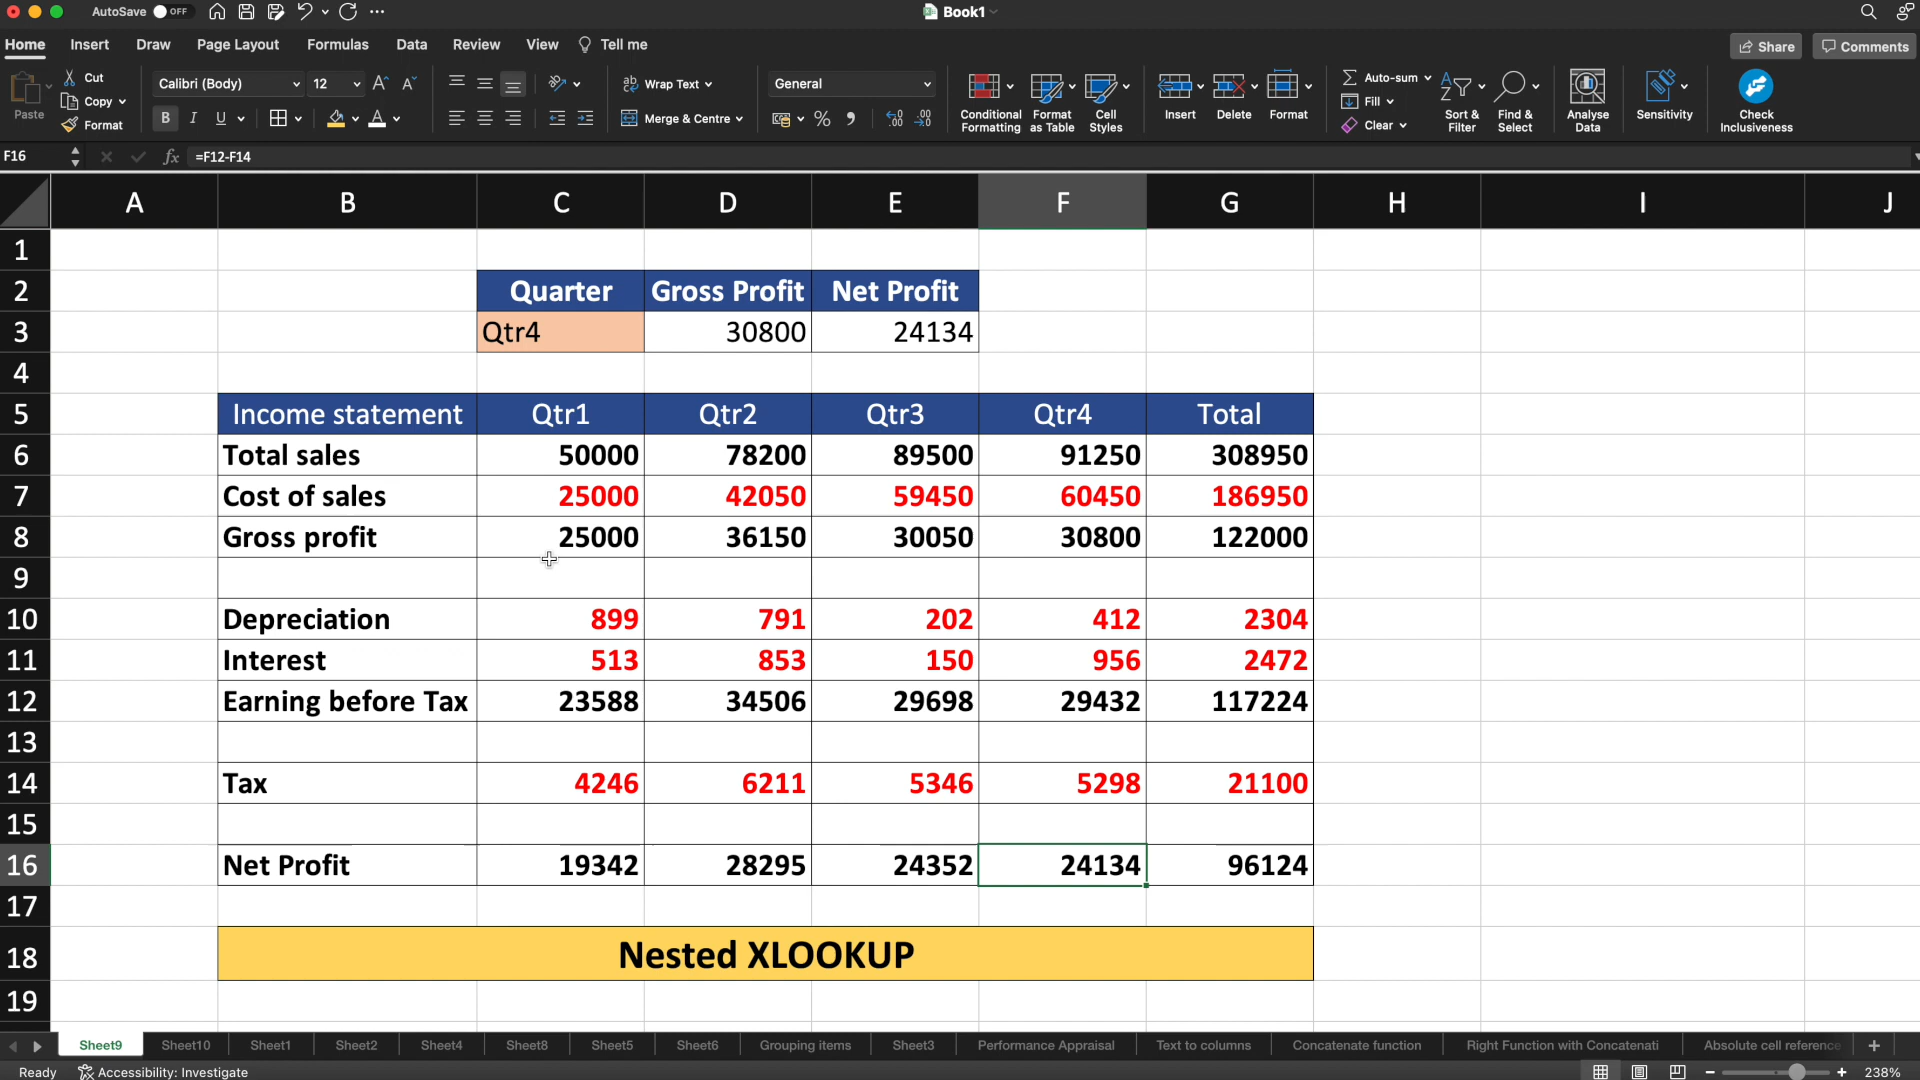 AutoSave OFF Book1
Home Insert Draw Page Layout Formulas Data Review View Tell me Share Comments
Paste Cut Copy Format
Calibri (Body) 12 A^ A˅
B I U A
Wrap Text
Merge & Centre
General
% 9
Conditional Formatting
Format as Table
Cell Styles
Insert Delete Format
Auto-sum
Fill
Clear
Sort & Filter
Find & Select
Analyse Data
Sensitivity
Check Inclusiveness
F16 fx =F12-F14
A B C D E F G H I J
1
2 Quarter Gross Profit Net Profit
3 Qtr4 30800 24134
4
5 Income statement Qtr1 Qtr2 Qtr3 Qtr4 Total
6 Total sales 50000 78200 89500 91250 308950
7 Cost of sales 25000 42050 59450 60450 186950
8 Gross profit 25000 36150 30050 30800 122000
9
10 Depreciation 899 791 202 412 2304
11 Interest 513 853 150 956 2472
12 Earning before Tax 23588 34506 29698 29432 117224
13
14 Tax 4246 6211 5346 5298 21100
15
16 Net Profit 19342 28295 24352 24134 96124
17
18 Nested XLOOKUP
19
Sheet9 Sheet10 Sheet1 Sheet2 Sheet4 Sheet8 Sheet5 Sheet6 Grouping items Sheet3 Performance Appraisal Text to columns Concatenate function Right Function with Concatenati Absolute cell reference +
Ready Accessibility: Investigate − + 238%